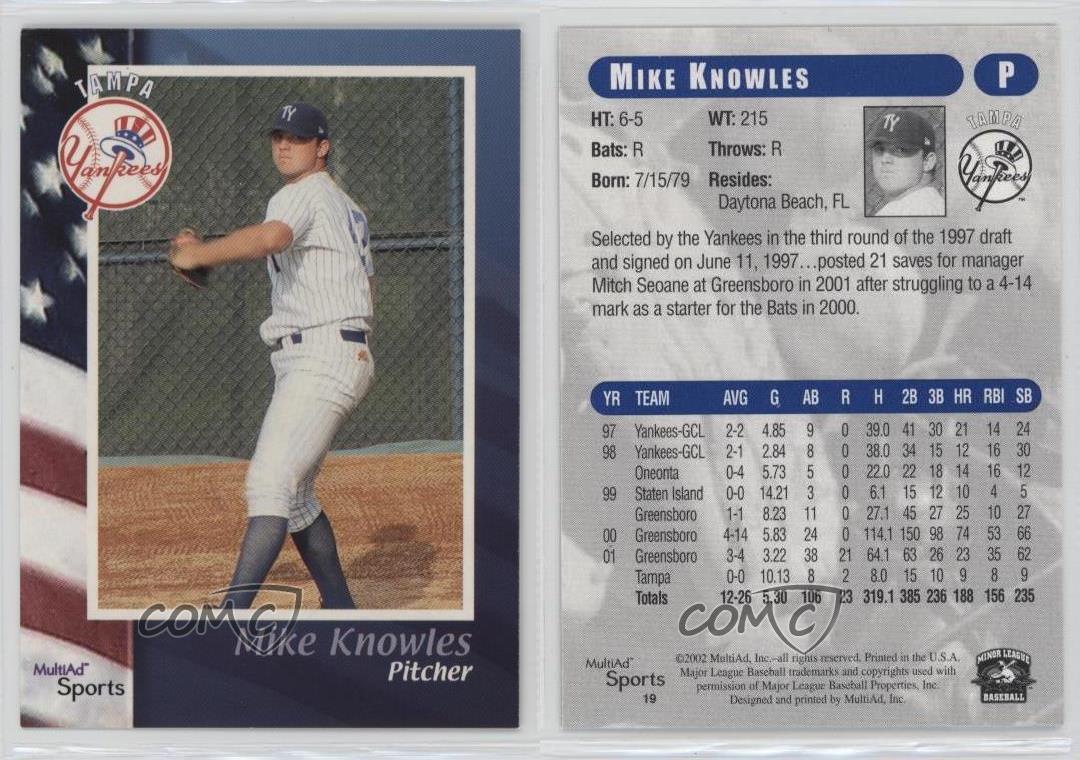 TAMPA
Yankees
TY
COMC
Mike Knowles
Pitcher
MultiAd™
Sports
MIKE KNOWLES
P
HT: 6-5 WT: 215
Bats: R Throws: R
Born: 7/15/79 Resides:
Daytona Beach, FL
TY
TAMPA
Yankees
™
Selected by the Yankees in the third round of the 1997 draft
and signed on June 11, 1997…posted 21 saves for manager
Mitch Seoane at Greensboro in 2001 after struggling to a 4-14
mark as a starter for the Bats in 2000.
YR TEAM AVG G AB R H 2B 3B HR RBI SB
97 Yankees-GCL 2-2 4.85 9 0 39.0 41 30 21 14 24
98 Yankees-GCL 2-1 2.84 8 0 38.0 34 15 12 16 30
Oneonta 0-4 5.73 5 0 22.0 22 18 14 16 12
99 Staten Island 0-0 14.21 3 0 6.1 15 12 10 4 5
Greensboro 1-1 8.23 11 0 27.1 45 27 25 10 27
00 Greensboro 4-14 5.83 24 0 114.1 150 98 74 53 66
01 Greensboro 3-4 3.22 38 21 64.1 63 26 23 35 62
Tampa 0-0 10.13 8 2 8.0 15 10 9 8 9
Totals 12-26 5.30 106 23 319.1 385 236 188 156 235
COMC
MultiAd™
Sports
19
©2002 MultiAd, Inc.–all rights reserved. Printed in the U.S.A.
Major League Baseball trademarks and copyrights used with
permission of Major League Baseball Properties, Inc.
Designed and printed by MultiAd, Inc.
MINOR LEAGUE
BASEBALL